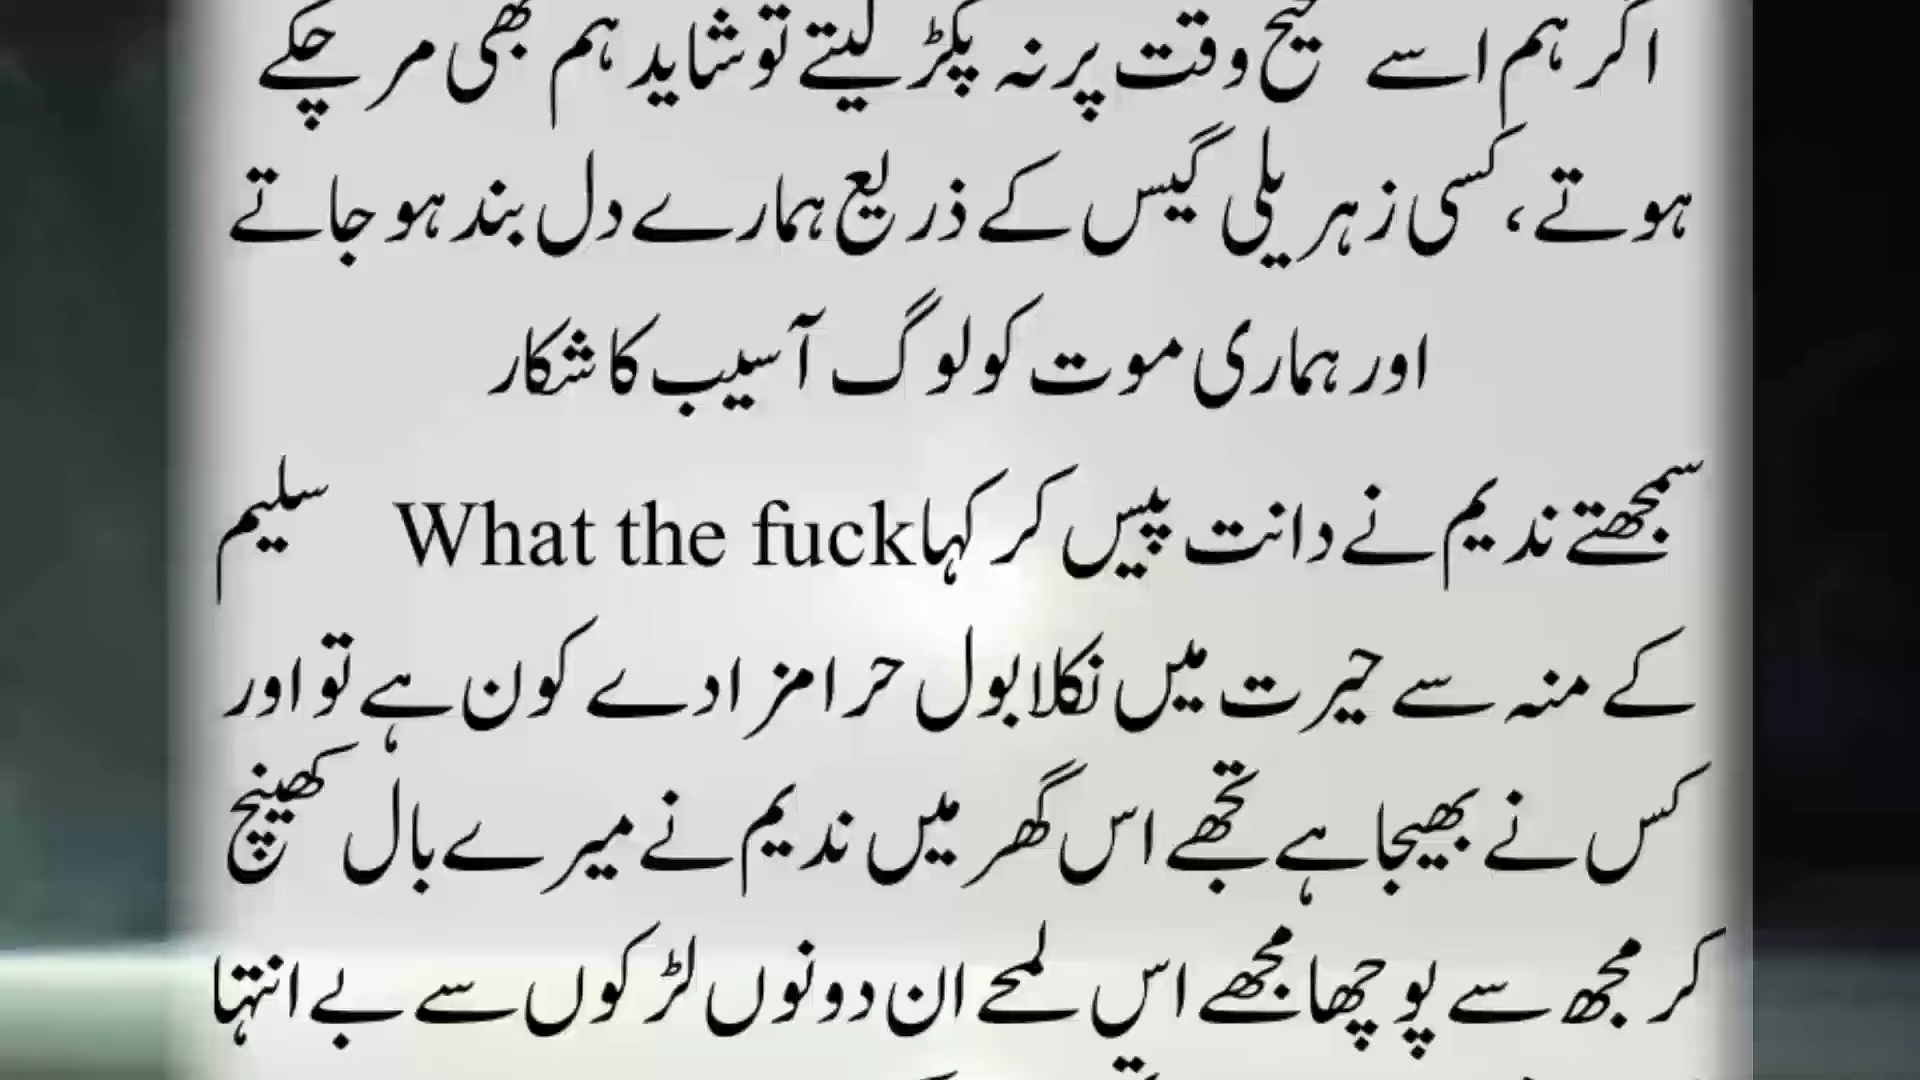 اگر ہم اسے صحیح وقت پر نہ پکڑ لیتے تو شاید ہم بھی مر چکے
ہوتے، کسی زہریلی گیس کے ذریعے ہمارے دل بند ہو جاتے
اور ہماری موت کو لوگ آسیب کا شکار
سمجھتے ندیم نے دانت پیس کر کہا What the fuck سلیم
کے منہ سے حیرت میں نکلا بول حرامزادے کون ہے تو اور
کس نے بھیجا ہے تجھے اس گھر میں ندیم نے میرے بال کھینچ
کر مجھ سے پوچھا مجھے اس لمحے ان دونوں لڑکوں سے بے انتہا